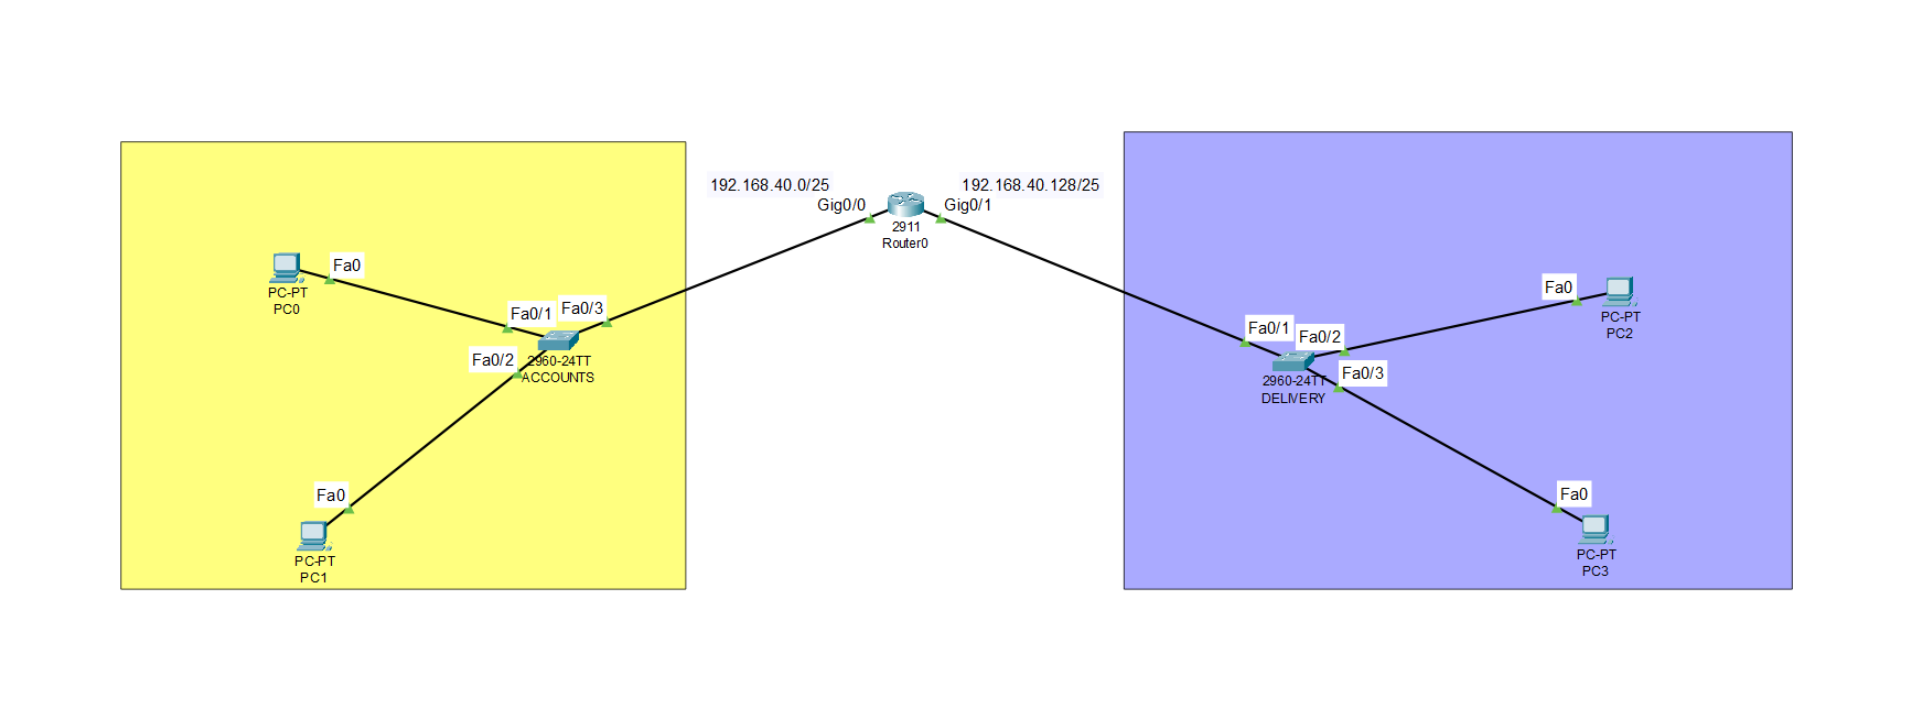 192.168.40.0/25
192.168.40.128/25
Gig0/0
Gig0/1
2911
Router0
Fa0
PC-PT
PC0
Fa0/1
Fa0/3
Fa0/2
2960-24TT
ACCOUNTS
Fa0
PC-PT
PC1
Fa0/1
Fa0/2
Fa0/3
2960-24TT
DELIVERY
Fa0
PC-PT
PC2
Fa0
PC-PT
PC3